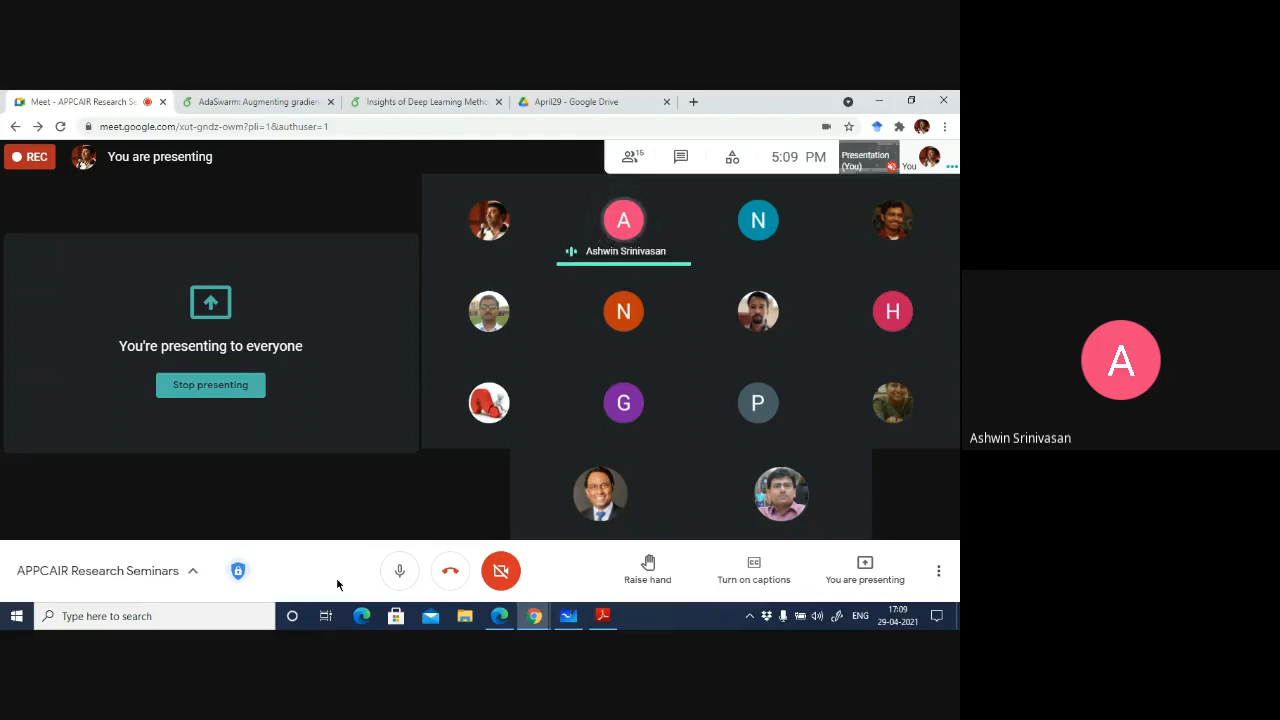 Meet - APPCAIR Research Se
AdaSwarm: Augmenting gradien
Insights of Deep Learning Metho
April29 - Google Drive
meet.google.com/xut-gndz-owm?pli=1&authuser=1
REC
You are presenting
15
5:09 PM
Presentation
(You)
You
A
N
Ashwin Srinivasan
N
H
You're presenting to everyone
Stop presenting
G
P
A
Ashwin Srinivasan
APPCAIR Research Seminars
Raise hand
CC
Turn on captions
You are presenting
Type here to search
ENG
17:09
29-04-2021